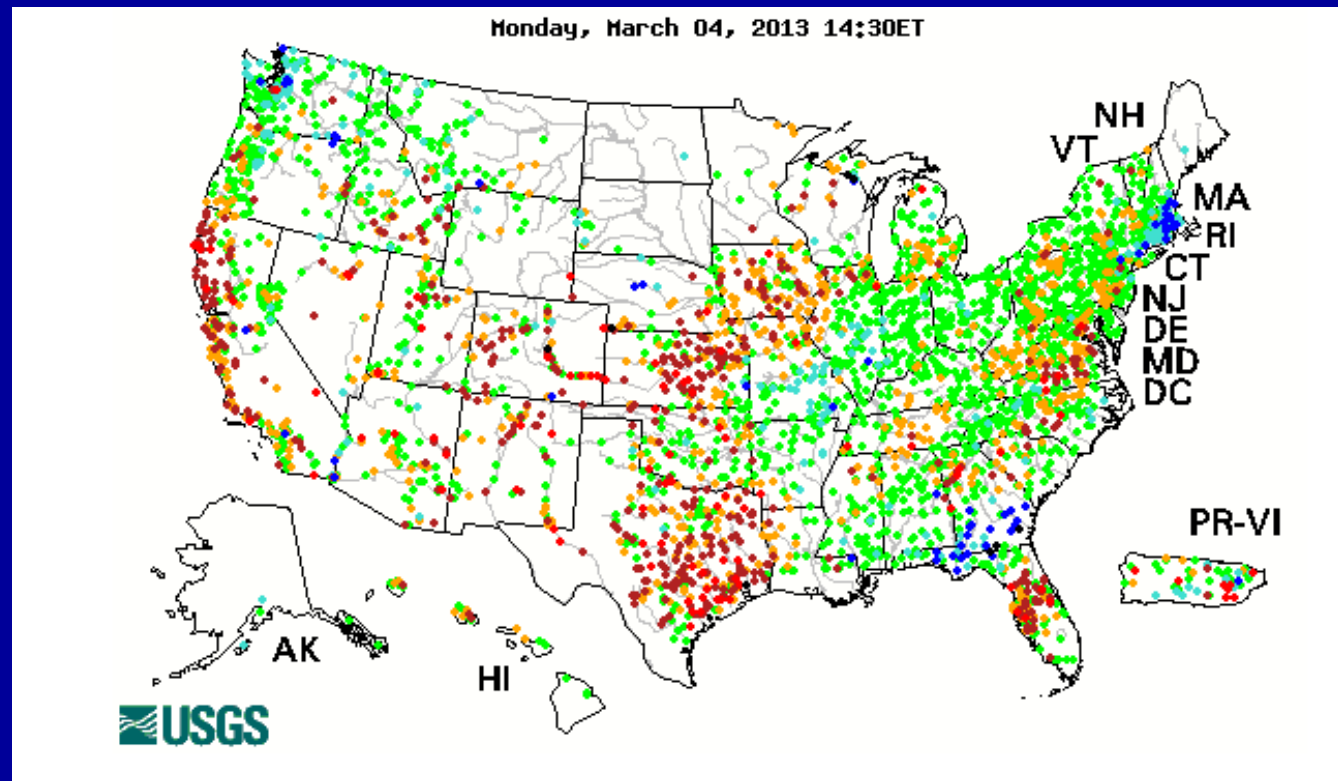 Monday, March 04, 2013 14:30ET
NH
VT
MA
RI
CT
NJ
DE
MD
DC
PR-VI
AK
HI
USGS